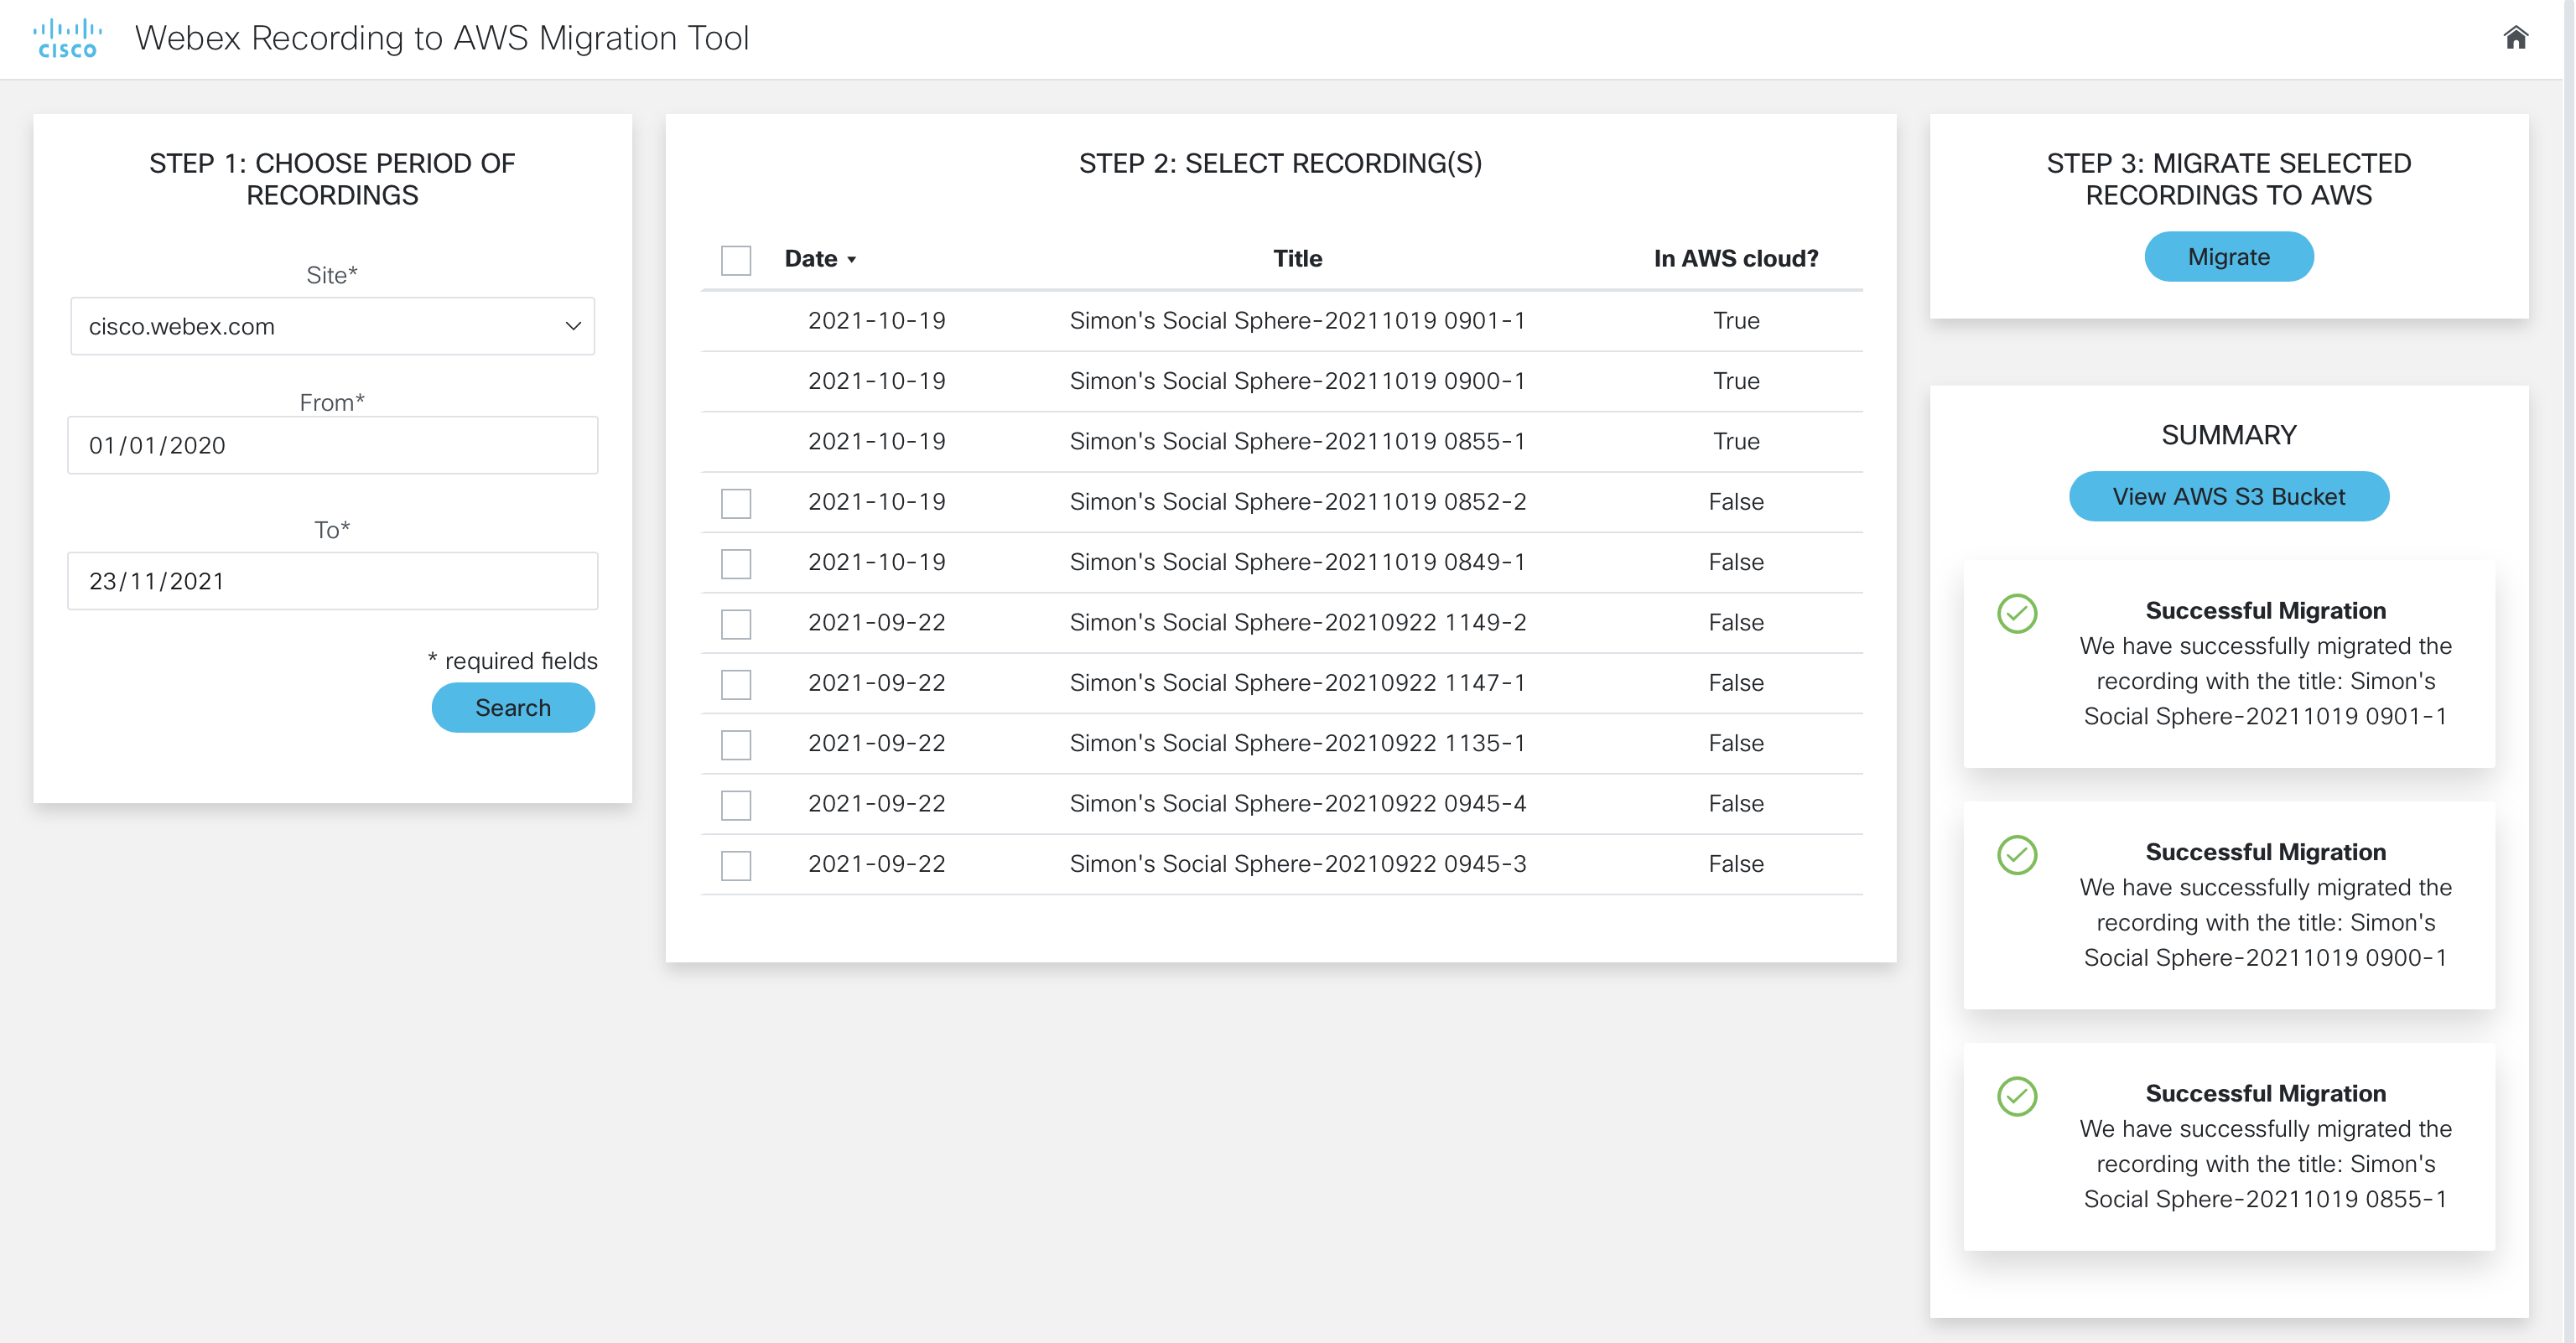 CISCO
Webex Recording to AWS Migration Tool
STEP 1: CHOOSE PERIOD OF
RECORDINGS
Site*
cisco.webex.com
From*
01/01/2020
To*
23/11/2021
* required fields
Search
STEP 2: SELECT RECORDING(S)
Date Title In AWS cloud?
2021-10-19 Simon's Social Sphere-20211019 0901-1 True
2021-10-19 Simon's Social Sphere-20211019 0900-1 True
2021-10-19 Simon's Social Sphere-20211019 0855-1 True
2021-10-19 Simon's Social Sphere-20211019 0852-2 False
2021-10-19 Simon's Social Sphere-20211019 0849-1 False
2021-09-22 Simon's Social Sphere-20210922 1149-2 False
2021-09-22 Simon's Social Sphere-20210922 1147-1 False
2021-09-22 Simon's Social Sphere-20210922 1135-1 False
2021-09-22 Simon's Social Sphere-20210922 0945-4 False
2021-09-22 Simon's Social Sphere-20210922 0945-3 False
STEP 3: MIGRATE SELECTED
RECORDINGS TO AWS
Migrate
SUMMARY
View AWS S3 Bucket
Successful Migration
We have successfully migrated the
recording with the title: Simon's
Social Sphere-20211019 0901-1
Successful Migration
We have successfully migrated the
recording with the title: Simon's
Social Sphere-20211019 0900-1
Successful Migration
We have successfully migrated the
recording with the title: Simon's
Social Sphere-20211019 0855-1